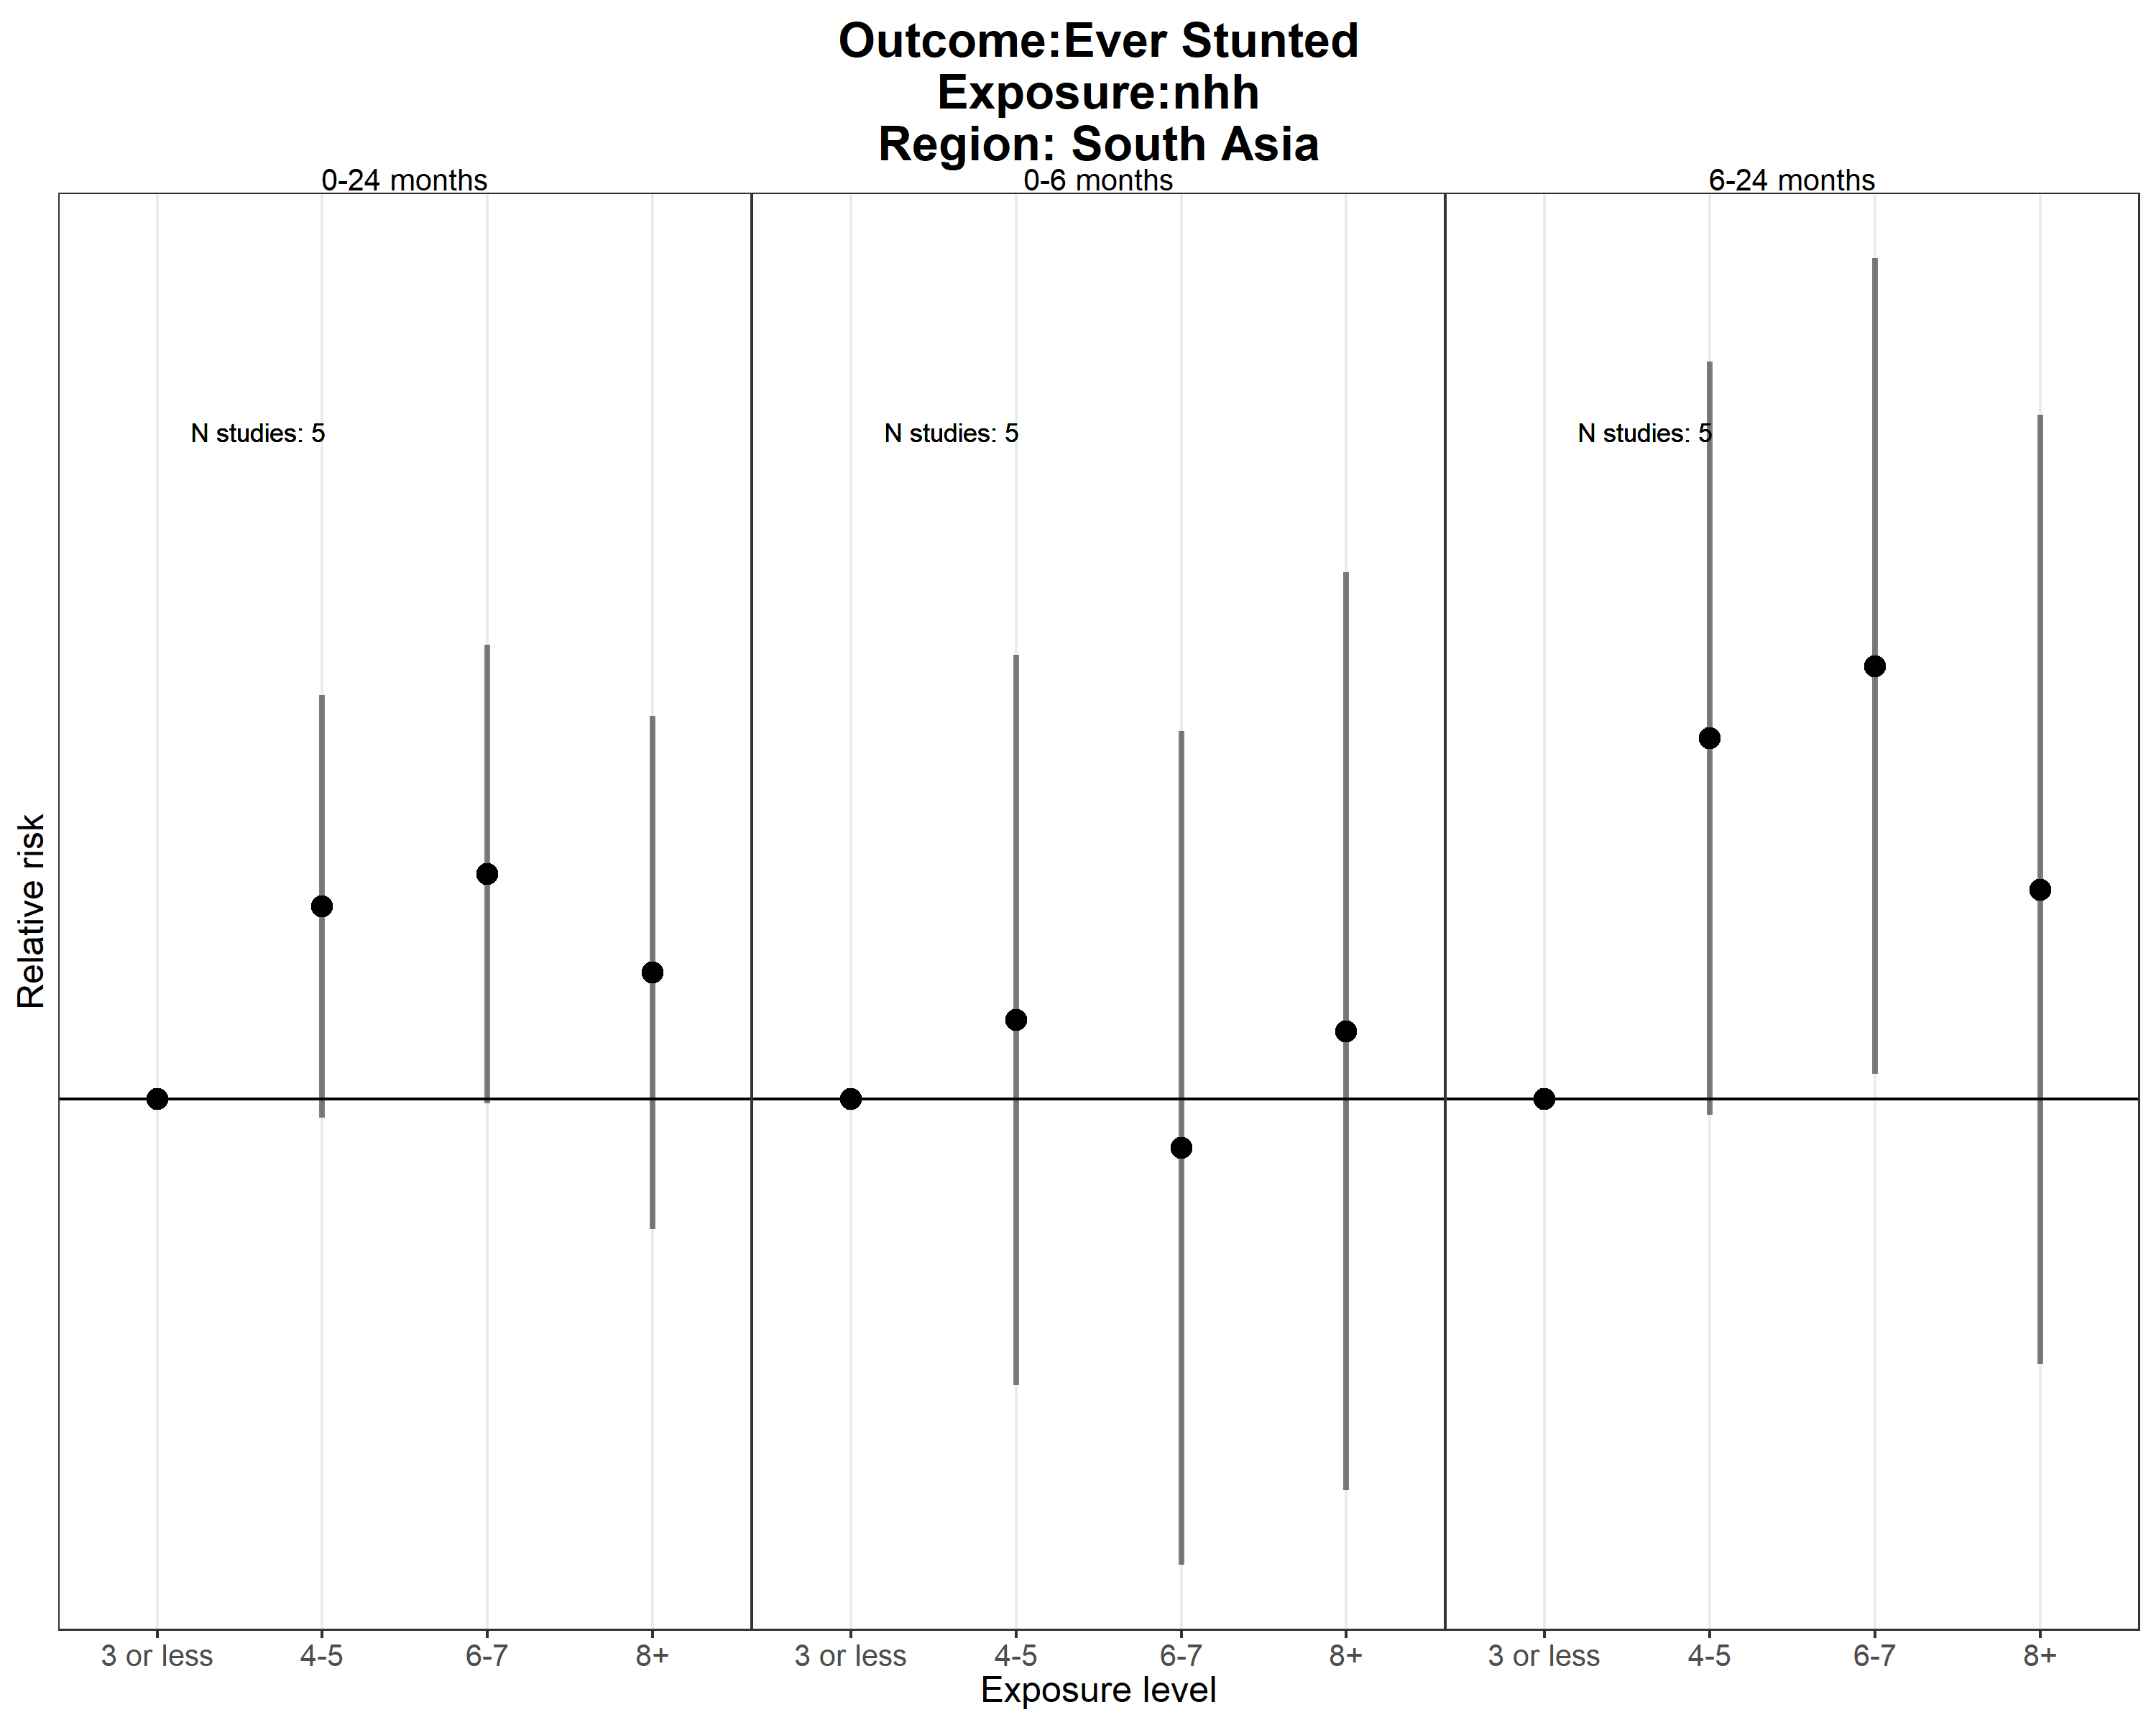 Outcome:Ever Stunted
Exposure:nhh
Region: South Asia
0-24 months
0-6 months
6-24 months
N studies: 5
N studies: 5
N studies: 5
Relative risk
3 or less 4-5 6-7 8+ 3 or less 4-5 6-7 8+ 3 or less 4-5 6-7 8+
Exposure level